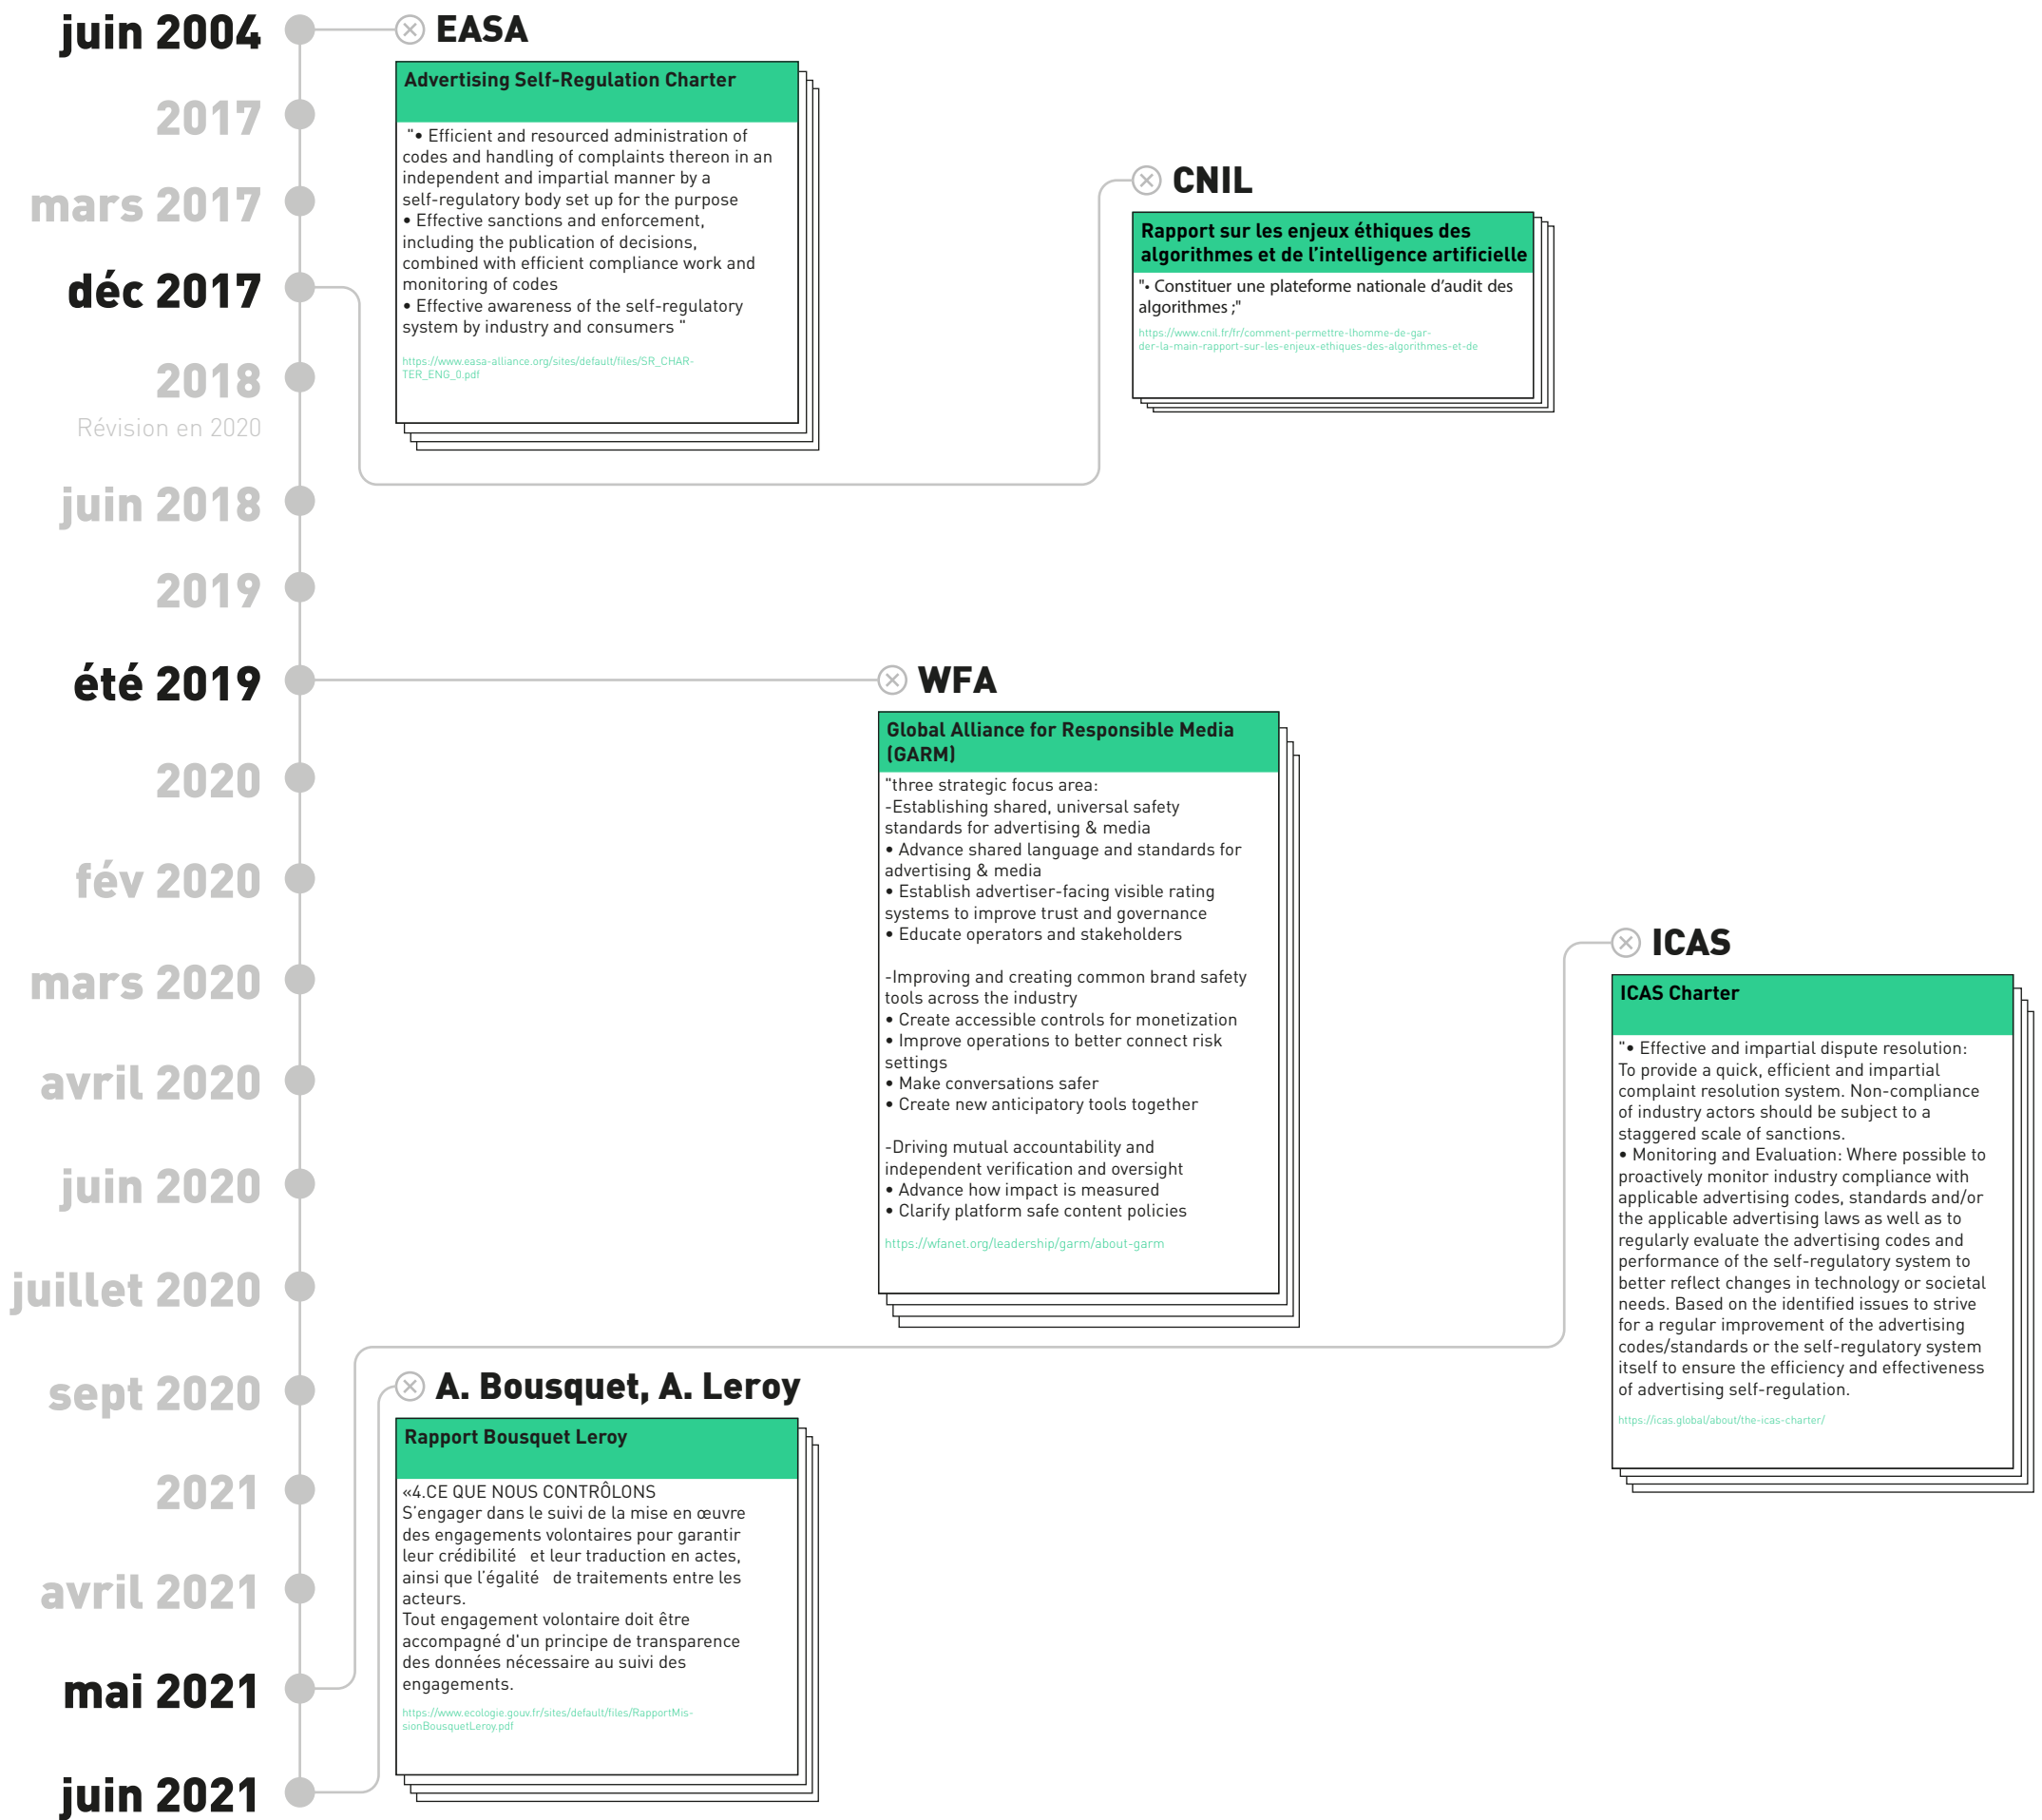 juin 2004
2017
mars 2017
déc 2017
2018
Révision en 2020
juin 2018
2019
été 2019
2020
fév 2020
mars 2020
avril 2020
juin 2020
juillet 2020
sept 2020
2021
avril 2021
mai 2021
juin 2021
EASA
Advertising Self-Regulation Charter
"• Efficient and resourced administration of
codes and handling of complaints thereon in an
independent and impartial manner by a
self-regulatory body set up for the purpose
• Effective sanctions and enforcement,
including the publication of decisions,
combined with efficient compliance work and
monitoring of codes
• Effective awareness of the self-regulatory
system by industry and consumers "
https://www.easa-alliance.org/sites/default/files/SR_CHAR-
TER_ENG_0.pdf
CNIL
Rapport sur les enjeux éthiques des
algorithmes et de l’intelligence artificielle
"• Constituer une plateforme nationale d’audit des
algorithmes ;"
https://www.cnil.fr/fr/comment-permettre-lhomme-de-gar-
der-la-main-rapport-sur-les-enjeux-ethiques-des-algorithmes-et-de
WFA
Global Alliance for Responsible Media
(GARM)
"three strategic focus area:
-Establishing shared, universal safety
standards for advertising & media
• Advance shared language and standards for
advertising & media
• Establish advertiser-facing visible rating
systems to improve trust and governance
• Educate operators and stakeholders
-Improving and creating common brand safety
tools across the industry
• Create accessible controls for monetization
• Improve operations to better connect risk
settings
• Make conversations safer
• Create new anticipatory tools together
-Driving mutual accountability and
independent verification and oversight
• Advance how impact is measured
• Clarify platform safe content policies
https://wfanet.org/leadership/garm/about-garm
ICAS
ICAS Charter
"• Effective and impartial dispute resolution:
To provide a quick, efficient and impartial
complaint resolution system. Non-compliance
of industry actors should be subject to a
staggered scale of sanctions.
• Monitoring and Evaluation: Where possible to
proactively monitor industry compliance with
applicable advertising codes, standards and/or
the applicable advertising laws as well as to
regularly evaluate the advertising codes and
performance of the self-regulatory system to
better reflect changes in technology or societal
needs. Based on the identified issues to strive
for a regular improvement of the advertising
codes/standards or the self-regulatory system
itself to ensure the efficiency and effectiveness
of advertising self-regulation.
https://icas.global/about/the-icas-charter/
A. Bousquet, A. Leroy
Rapport Bousquet Leroy
«4.CE QUE NOUS CONTRÔLONS
S’engager dans le suivi de la mise en œuvre
des engagements volontaires pour garantir
leur crédibilité et leur traduction en actes,
ainsi que l’égalité de traitements entre les
acteurs.
Tout engagement volontaire doit être
accompagné d'un principe de transparence
des données nécessaire au suivi des
engagements.
https://www.ecologie.gouv.fr/sites/default/files/RapportMis-
sionBousquetLeroy.pdf